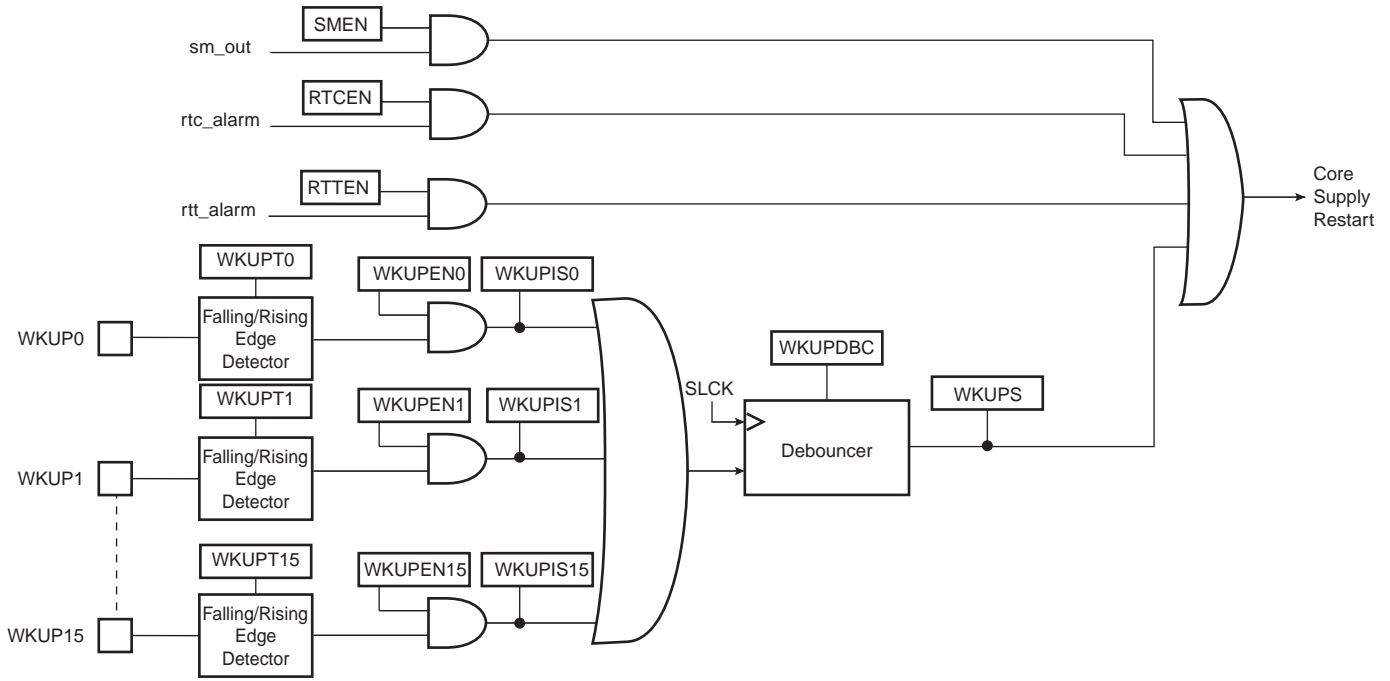 SMEN
sm_out
RTCEN
rtc_alarm
RTTEN
rtt_alarm
Core
Supply
Restart
WKUPT0
WKUPEN0
WKUPIS0
Falling/Rising
Edge
Detector
WKUP0
WKUPDBC
WKUPT1
WKUPEN1
WKUPIS1
SLCK
WKUPS
Falling/Rising
Edge
Detector
Debouncer
WKUP1
WKUPT15
WKUPEN15
WKUPIS15
Falling/Rising
Edge
Detector
WKUP15